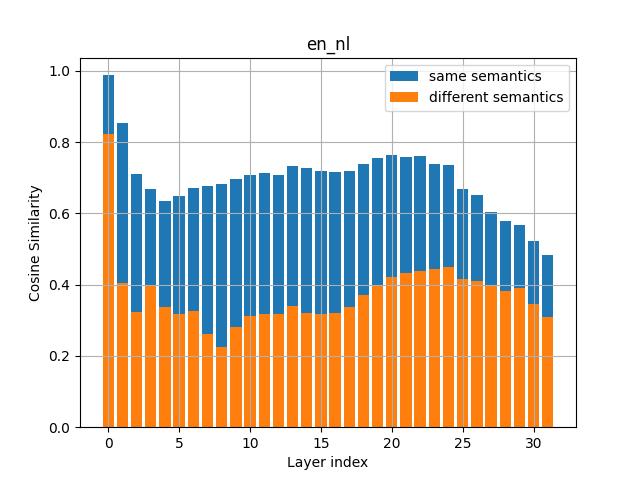 en_nl
same semantics
different semantics
1.0
0.8
0.6
0.4
0.2
0.0
Cosine Similarity
0 5 10 15 20 25 30
Layer index